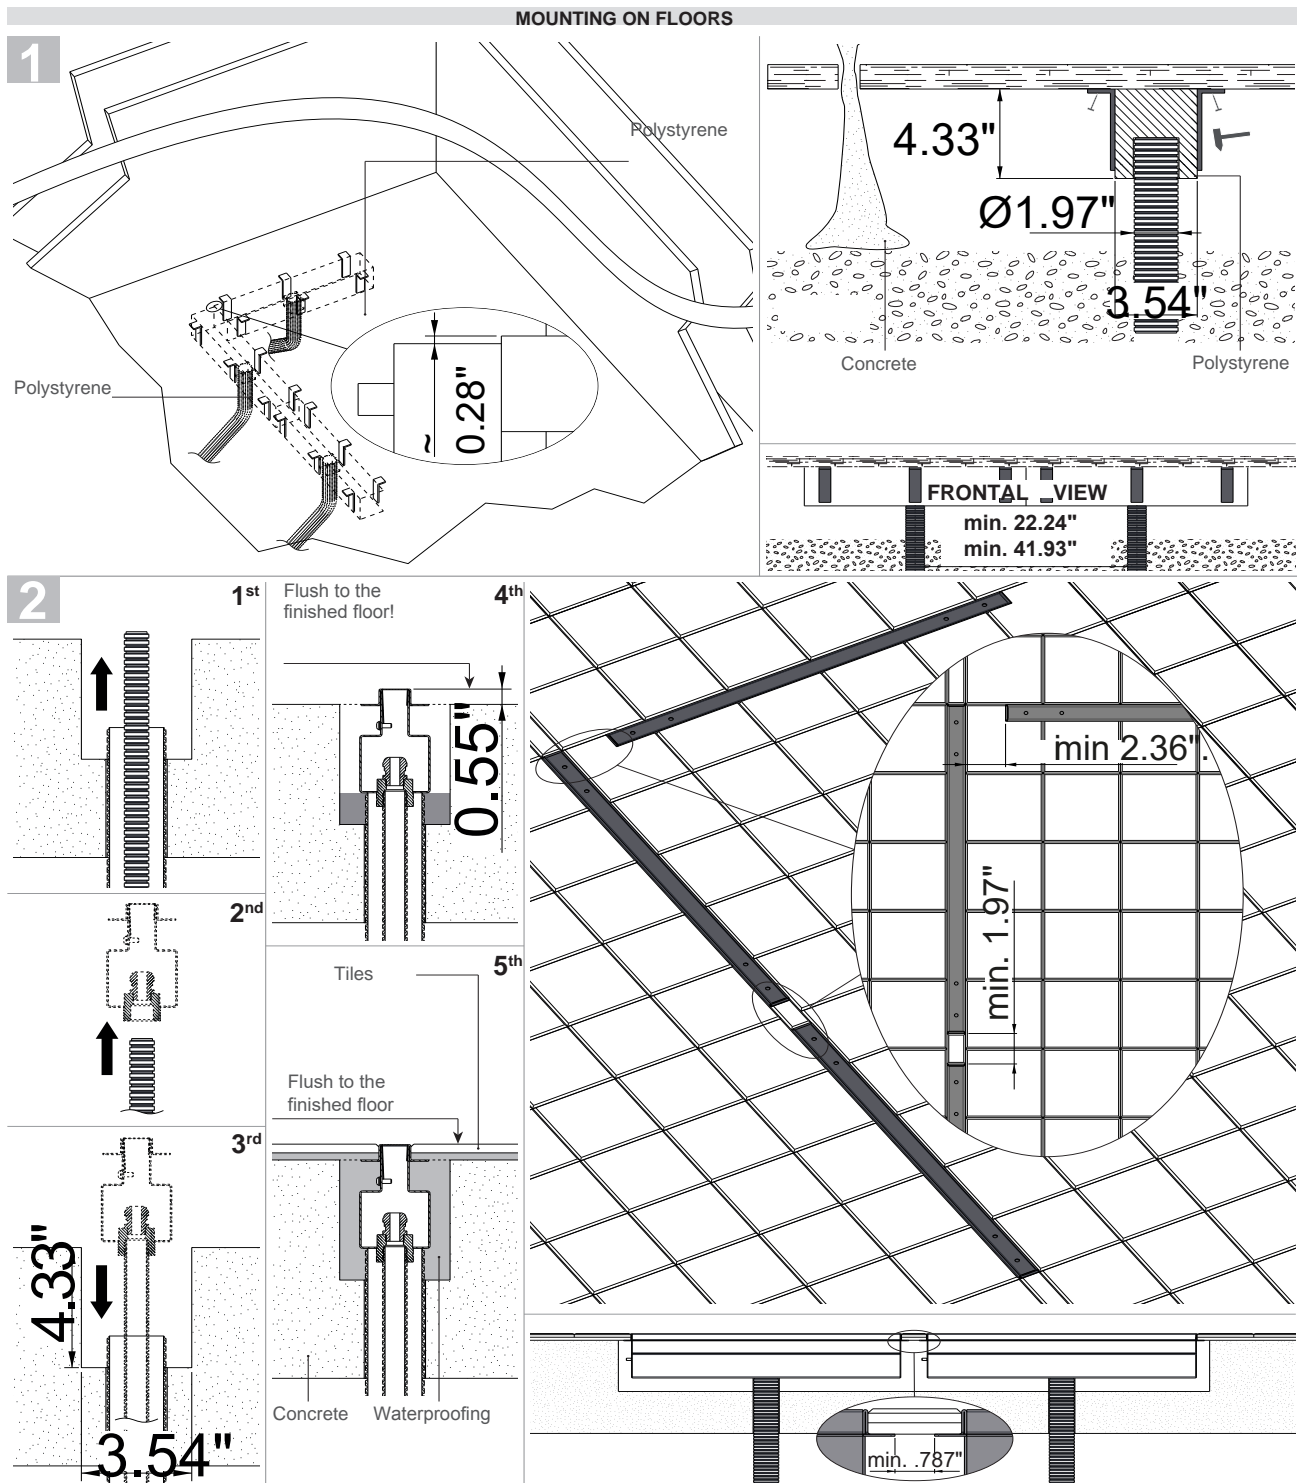 MOUNTING ON FLOORS
1
Polystyrene
Polystyrene
~
0.28"
4.33"
Ø1.97"
3.54"
Concrete
Polystyrene
FRONTAL VIEW
min. 22.24"
min. 41.93"
2
1st
2nd
3rd
4.33"
3.54"
Flush to the
finished floor!
4th
0.55"
5th
Tiles
Flush to the
finished floor
Concrete
Waterproofing
min 2.36".
min. 1.97"
min. .787"